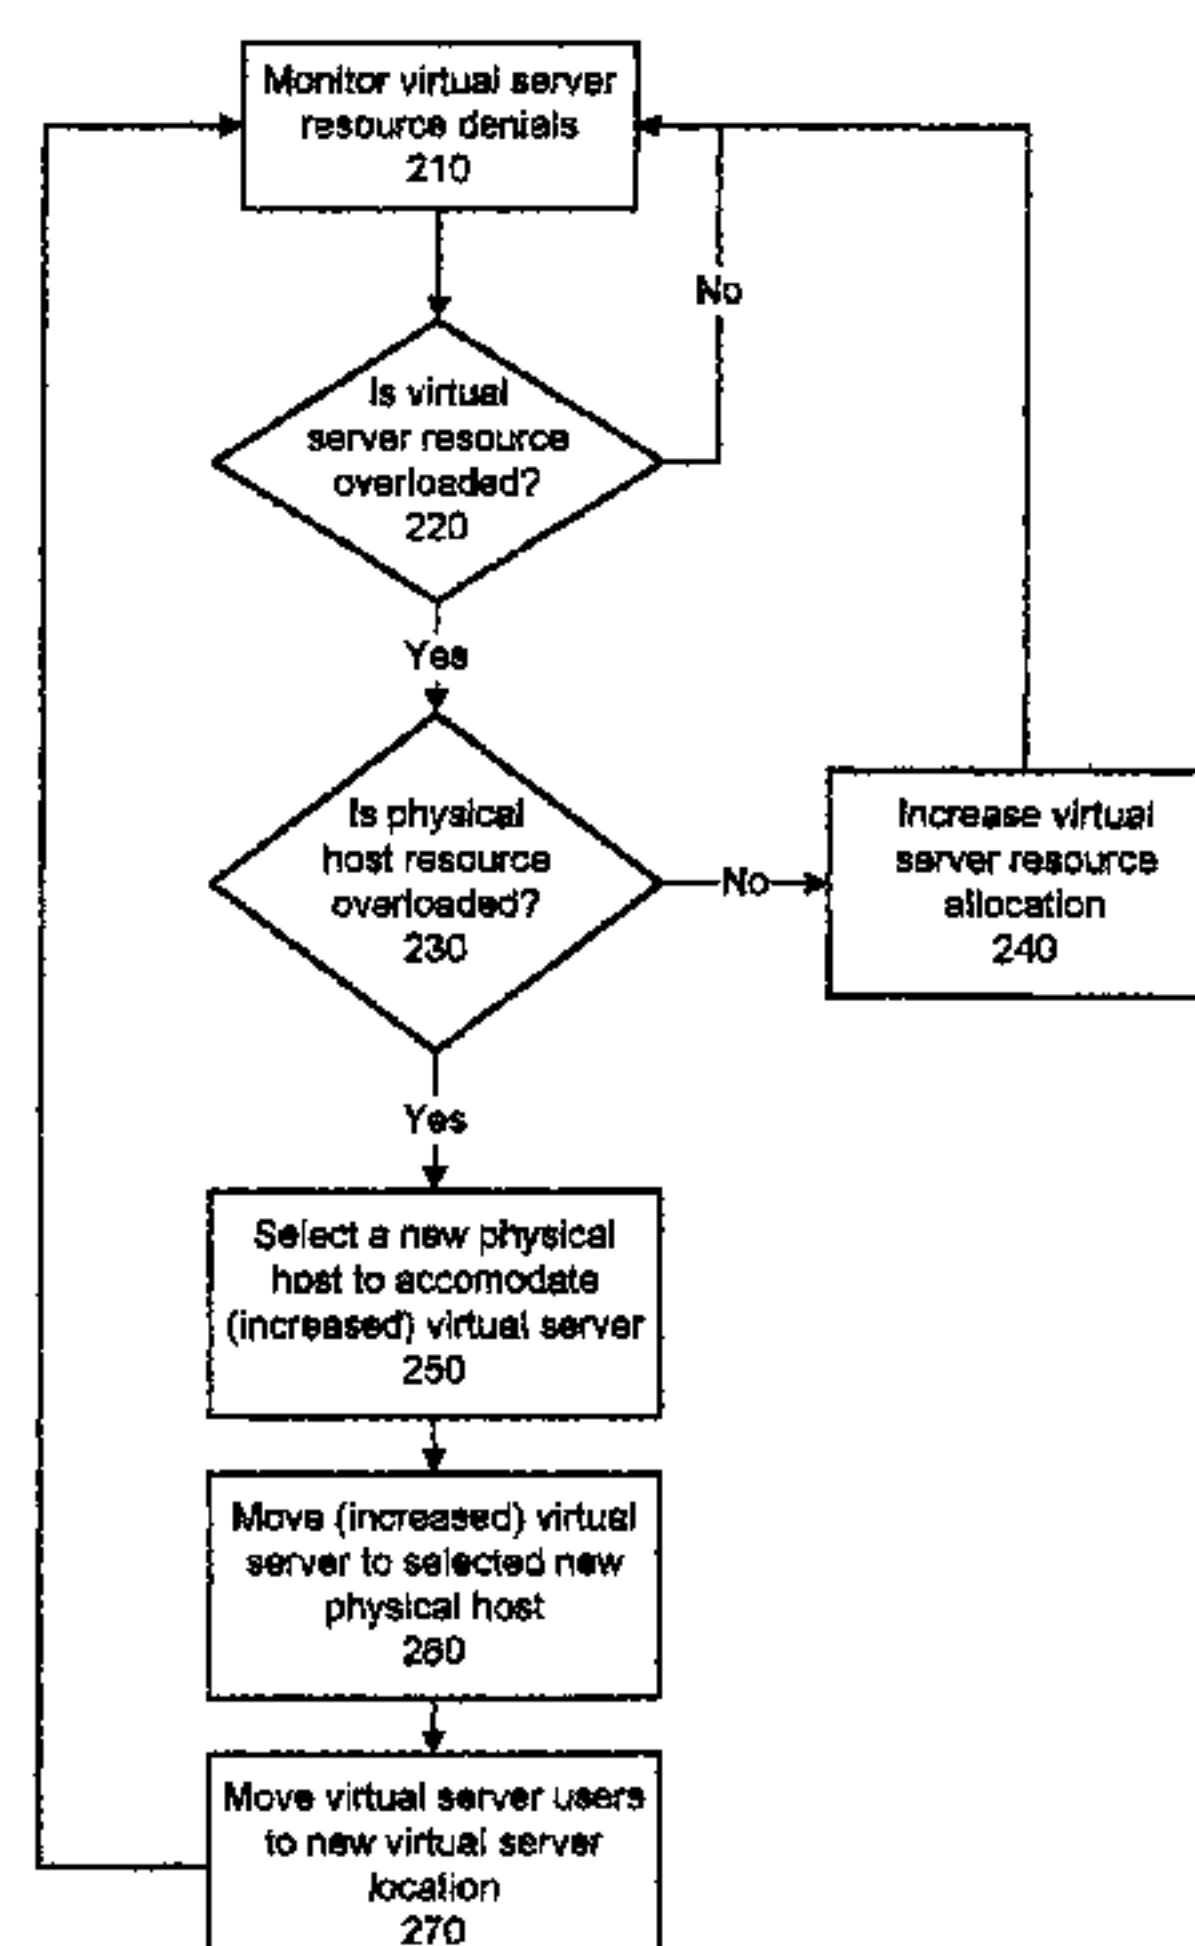 Monitor virtual server
resource denials
210
No
Is virtual
server resource
overloaded?
220
Yes
Is physical
host resource
overloaded?
230
No
Increase virtual
server resource
allocation
240
Yes
Select a new physical
host to accomodate
(increased) virtual server
250
Move (increased) virtual
server to selected new
physical host
260
Move virtual server users
to new virtual server
location
270